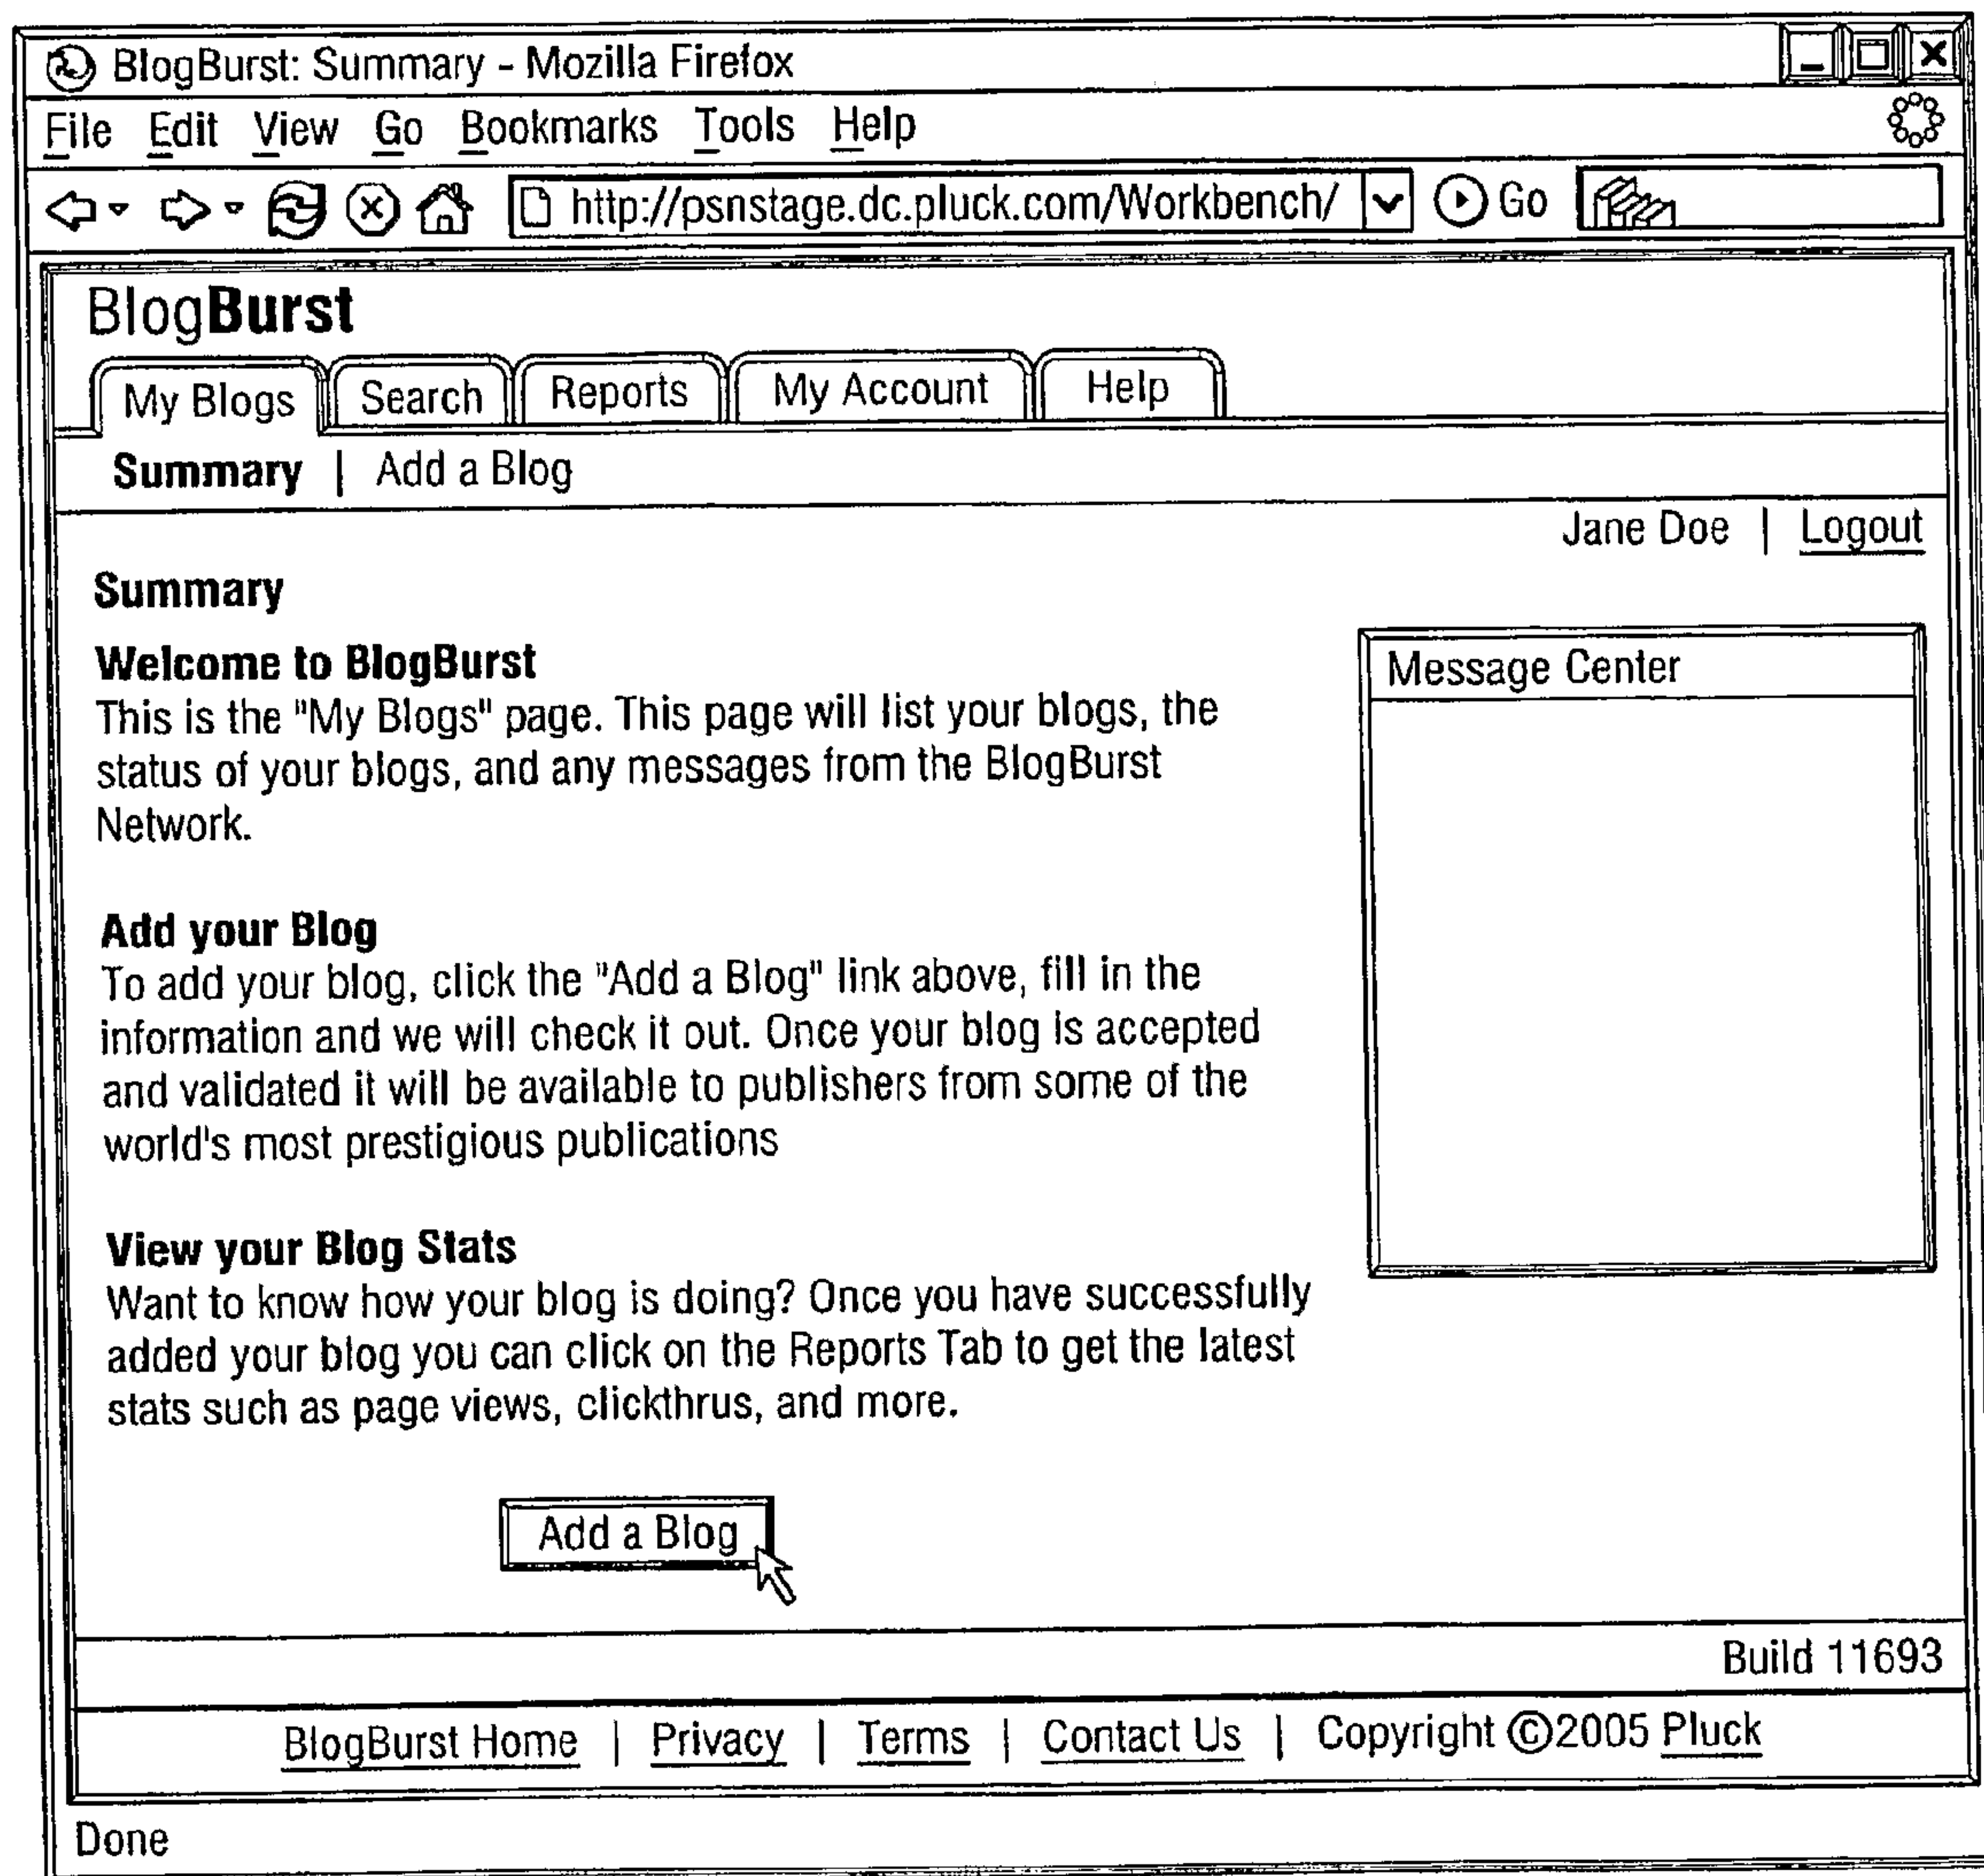 BlogBurst: Summary - Mozilla Firefox
File Edit View Go Bookmarks Tools Help
http://psnstage.dc.pluck.com/Workbench/ Go
BlogBurst
My Blogs Search Reports My Account Help
Summary | Add a Blog
Jane Doe | Logout
Summary
Welcome to BlogBurst
This is the "My Blogs" page. This page will list your blogs, the
status of your blogs, and any messages from the BlogBurst
Network.
Message Center
Add your Blog
To add your blog, click the "Add a Blog" link above, fill in the
information and we will check it out. Once your blog is accepted
and validated it will be available to publishers from some of the
world's most prestigious publications
View your Blog Stats
Want to know how your blog is doing? Once you have successfully
added your blog you can click on the Reports Tab to get the latest
stats such as page views, clickthrus, and more.
Add a Blog
Build 11693
BlogBurst Home | Privacy | Terms | Contact Us | Copyright ©2005 Pluck
Done